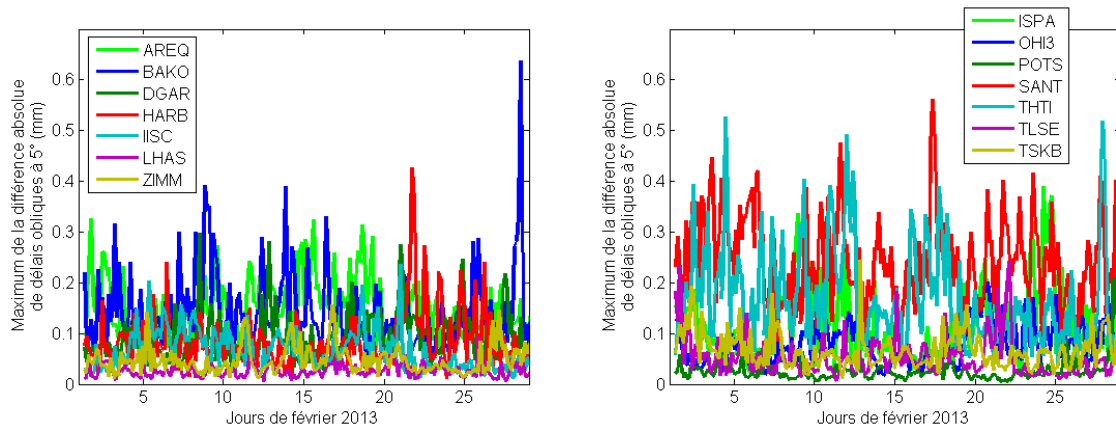 Maximum de la différence absolue
de délais obliques à 5° (mm)
0.6
0.5
0.4
0.3
0.2
0.1
0
AREQ
BAKO
DGAR
HARB
IISC
LHAS
ZIMM
5
10
15
20
25
Jours de février 2013
Maximum de la différence absolue
de délais obliques à 5° (mm)
0.6
0.5
0.4
0.3
0.2
0.1
0
ISPA
OHI3
POTS
SANT
THTI
TLSE
TSKB
5
10
15
20
25
Jours de février 2013